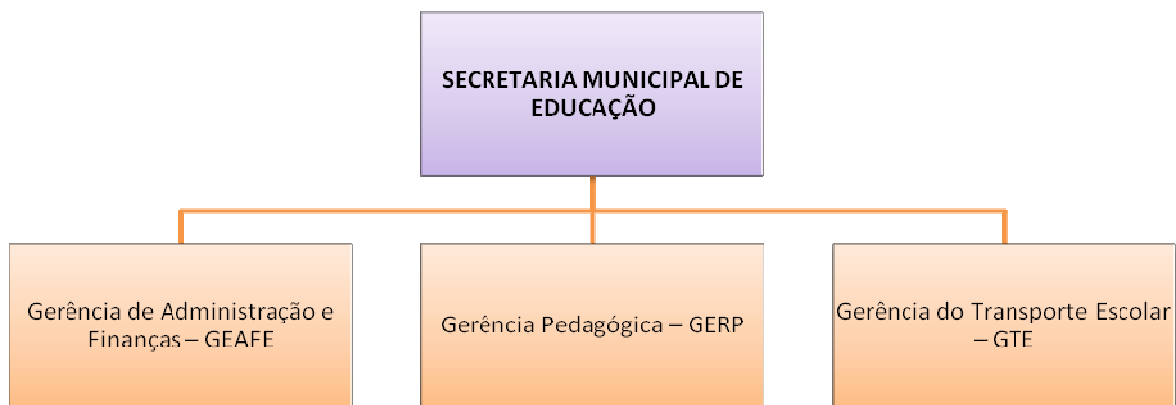 SECRETARIA MUNICIPAL DE
EDUCAÇÃO
Gerência de Administração e
Finanças – GEAFE
Gerência Pedagógica – GERP
Gerência do Transporte Escolar
– GTE